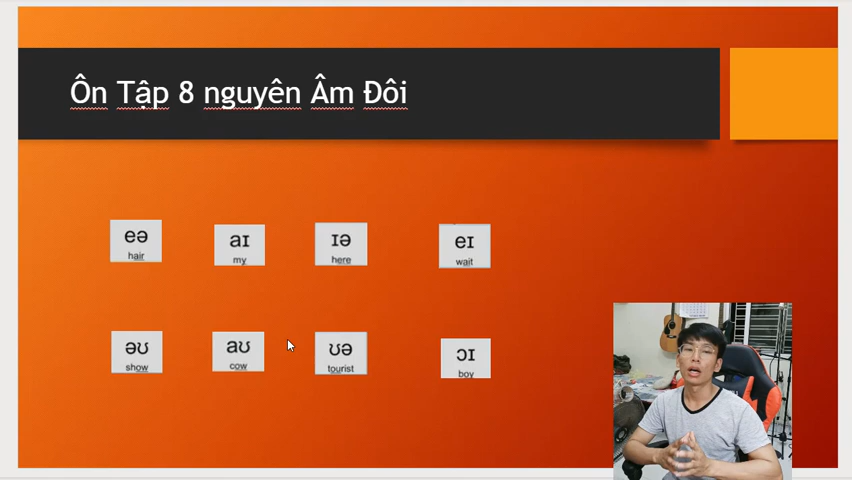 Ôn Tập 8 nguyên Âm Đôi
eə aɪ ɪə eɪ
hair my here wait
əʊ aʊ ʊə ɔɪ
show cow tourist boy